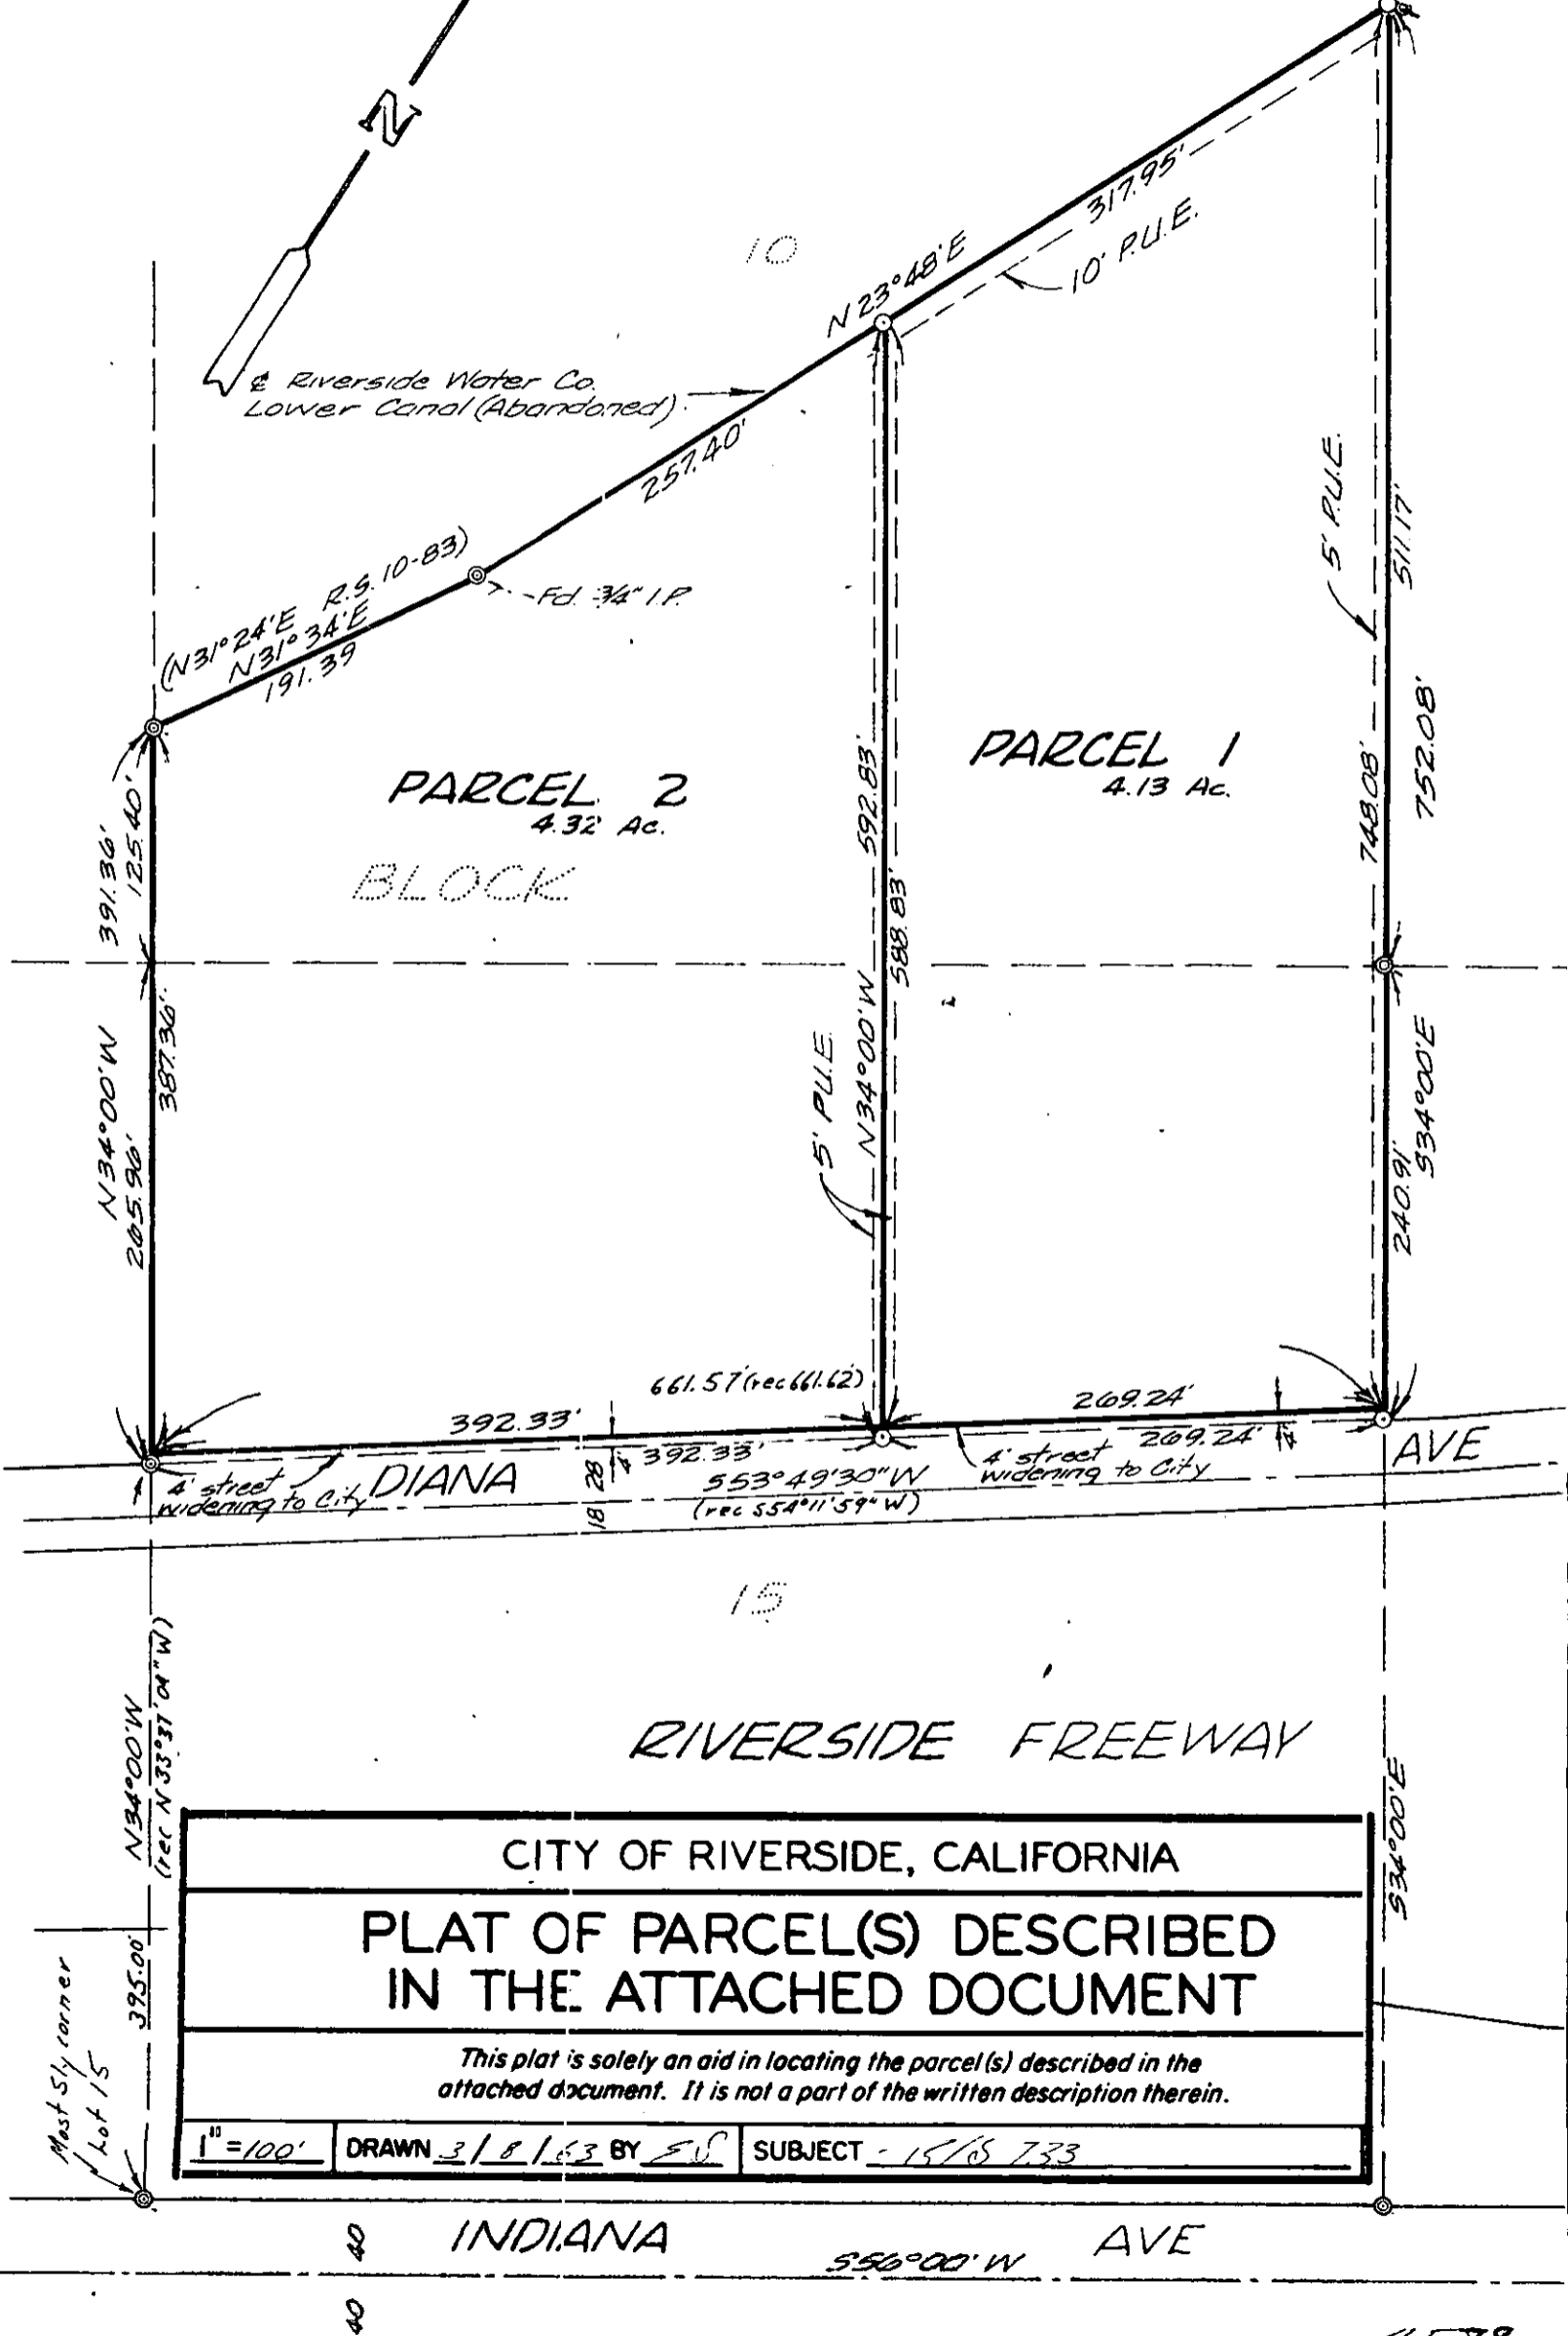 N
10
317.95'
10' P.U.E.
N 23°48'E
℄ Riverside Water Co.
Lower Canal (Abandoned)
257.40'
5' P.U.E.
511.17'
(N31°24'E R.S. 10-83)
N31°34'E
191.39
Fd. 3/4" I.P.
PARCEL 2
4.32 Ac.
PARCEL 1
4.13 Ac.
BLOCK
391.36'
125.40'
592.83'
588.83'
748.08'
752.08'
N34°00'W
265.96'
387.36'
5' P.U.E.
N34°00'W
240.91'
S34°00'E
661.57' (rec 661.62')
392.33'
269.24'
392.33'
269.24'
4'
4'
4' street
widening to City
DIANA
18 28
S53°49'30"W
(rec S54°11'59"W)
4' street
widening to City
AVE
15
N34°00'W
(rec N33°37'04"W)
RIVERSIDE FREEWAY
S34°00'E
CITY OF RIVERSIDE, CALIFORNIA
PLAT OF PARCEL(S) DESCRIBED
IN THE ATTACHED DOCUMENT
This plat is solely an aid in locating the parcel(s) described in the
attached document. It is not a part of the written description therein.
1"=100'
DRAWN 3/8/63 BY
SUBJECT
395.00'
Most Sly corner
Lot 15
40
INDIANA AVE
S56°00'W
40